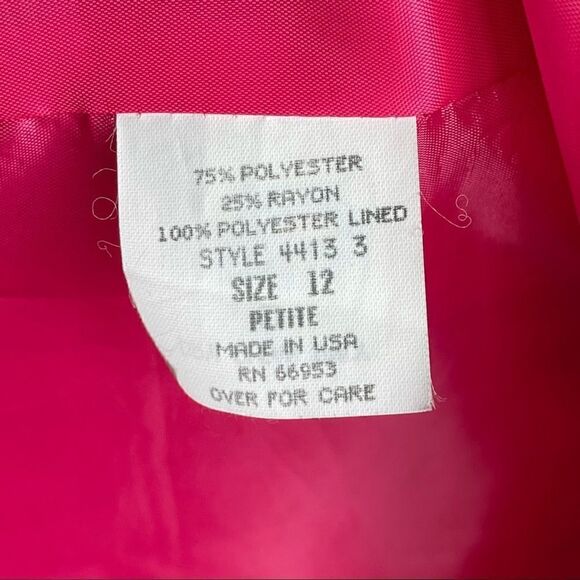 75% POLYESTER
25% RAYON
100% POLYESTER LINED
STYLE 4413 3
SIZE 12
PETITE
MADE IN USA
RN 66953
OVER FOR CARE